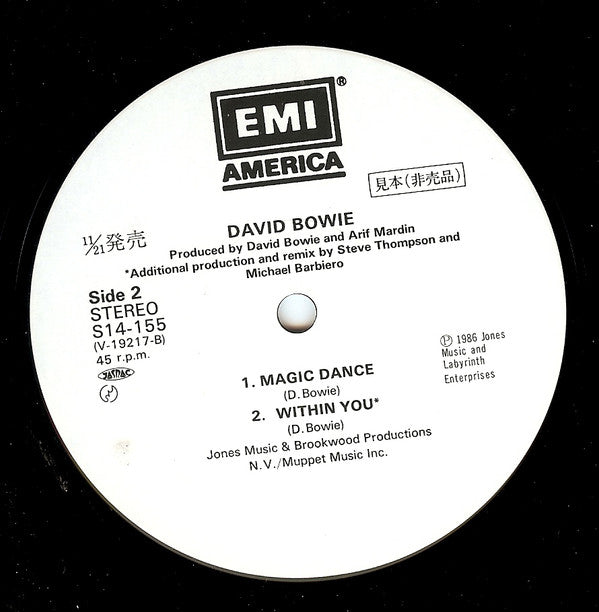 EMI ®
AMERICA
見本(非売品)
11/21発売
DAVID BOWIE
Produced by David Bowie and Arif Mardin
*Additional production and remix by Steve Thompson and
Michael Barbiero
Side 2
STEREO
S14-155
(V-19217-B)
45 r.p.m.
JASRAC
℗ 1986 Jones
Music and
Labyrinth
Enterprises
1. MAGIC DANCE
(D. Bowie)
2. WITHIN YOU*
(D. Bowie)
Jones Music & Brookwood Productions
N.V./Muppet Music Inc.